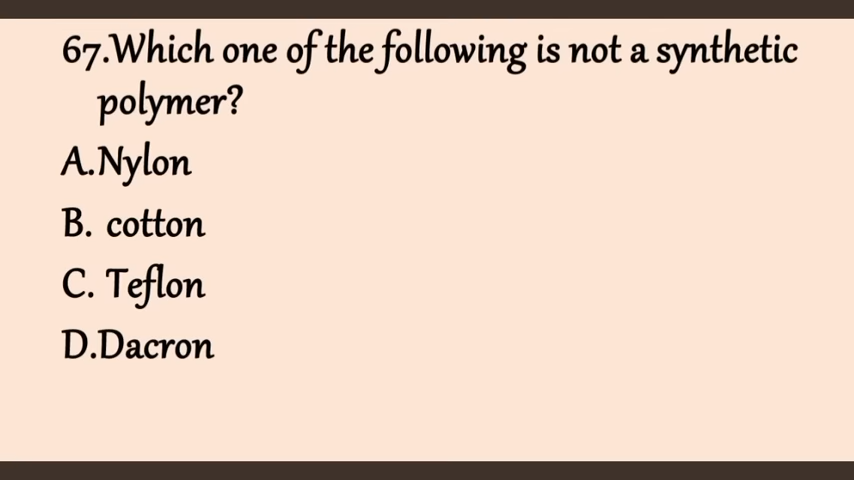 67.Which one of the following is not a synthetic
polymer?
A.Nylon
B. cotton
C. Teflon
D.Dacron